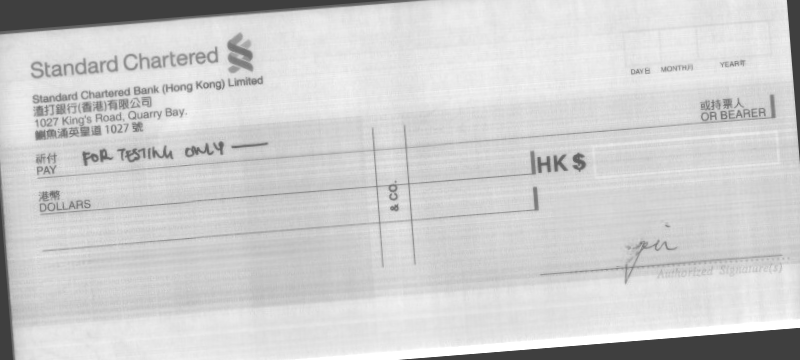 Standard Chartered
Standard Chartered Bank (Hong Kong) Limited
渣打銀行(香港)有限公司
1027 King's Road, Quarry Bay.
鰂魚涌英皇道 1027 號
DAY日 MONTH月 YEAR年
祈付
PAY
FOR TESTING ONLY
或持票人
OR BEARER
港幣
DOLLARS
& CO.
HK $
Authorized Signature(s)